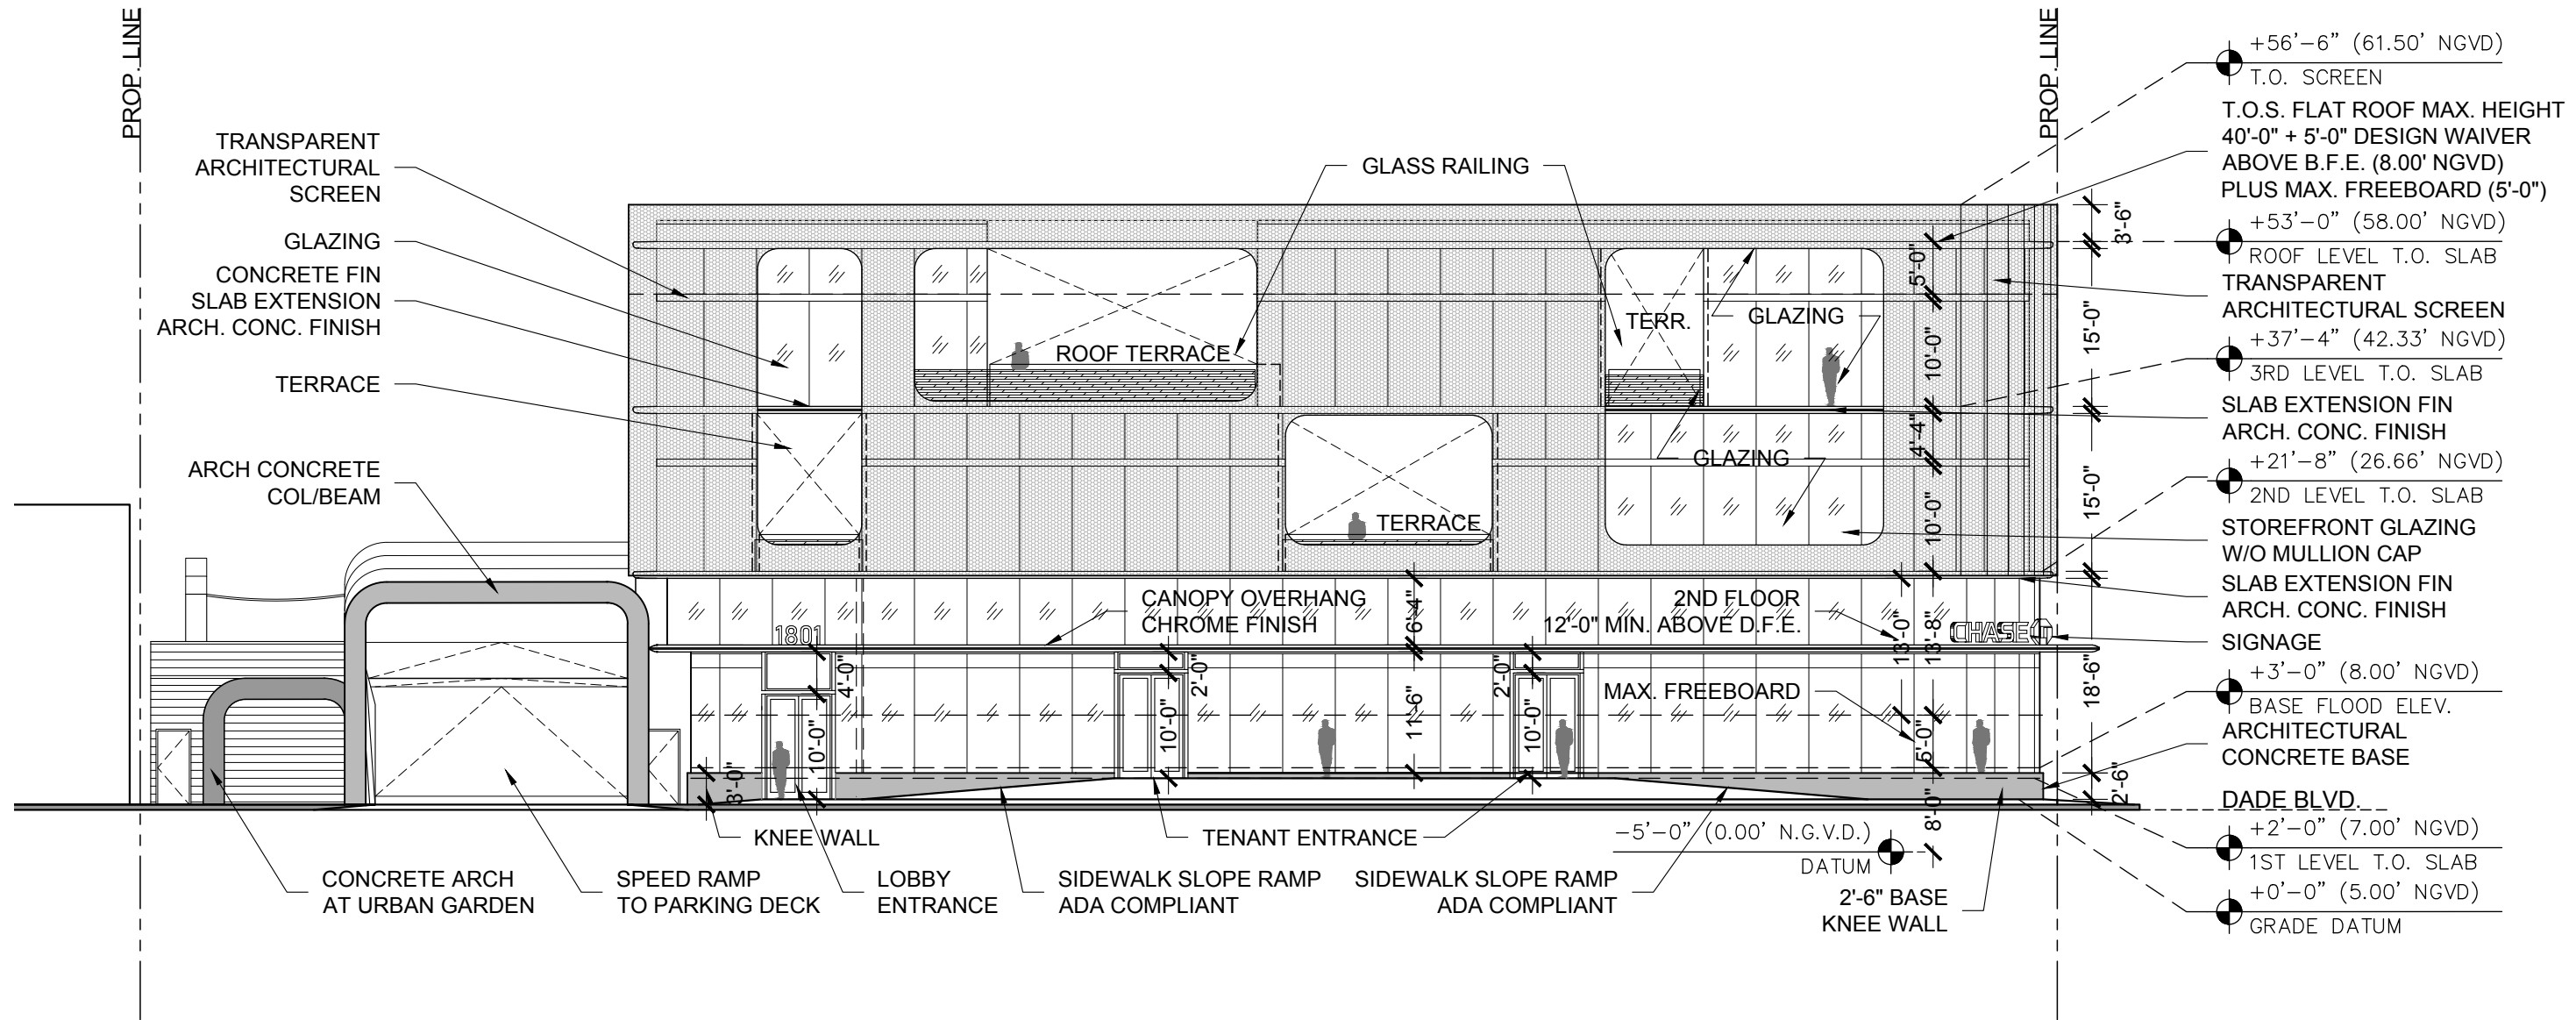 PROP. LINE
PROP. LINE
TRANSPARENT
ARCHITECTURAL
SCREEN
GLAZING
CONCRETE FIN
SLAB EXTENSION
ARCH. CONC. FINISH
TERRACE
ARCH CONCRETE
COL/BEAM
GLASS RAILING
ROOF TERRACE
TERR.
GLAZING
TERRACE
GLAZING
5'-0"
10'-0"
4'-4"
10'-0"
CANOPY OVERHANG
CHROME FINISH
2ND FLOOR
12'-0" MIN. ABOVE D.F.E.
1801
CHASE
6'-4"
13'-0"
13'-8"
4'-0"
2'-0"
2'-0"
MAX. FREEBOARD
11'-6"
10'-0"
10'-0"
10'-0"
5'-0"
3'-0"
8'-0"
KNEE WALL
TENANT ENTRANCE
−5'−0" (0.00' N.G.V.D.)
DATUM
CONCRETE ARCH
AT URBAN GARDEN
SPEED RAMP
TO PARKING DECK
LOBBY
ENTRANCE
SIDEWALK SLOPE RAMP
ADA COMPLIANT
SIDEWALK SLOPE RAMP
ADA COMPLIANT
2'-6" BASE
KNEE WALL
3'-6"
15'-0"
15'-0"
18'-6"
2'-6"
+56'−6" (61.50' NGVD)
T.O. SCREEN
T.O.S. FLAT ROOF MAX. HEIGHT
40'-0" + 5'-0" DESIGN WAIVER
ABOVE B.F.E. (8.00' NGVD)
PLUS MAX. FREEBOARD (5'-0")
+53'−0" (58.00' NGVD)
ROOF LEVEL T.O. SLAB
TRANSPARENT
ARCHITECTURAL SCREEN
+37'−4" (42.33' NGVD)
3RD LEVEL T.O. SLAB
SLAB EXTENSION FIN
ARCH. CONC. FINISH
+21'−8" (26.66' NGVD)
2ND LEVEL T.O. SLAB
STOREFRONT GLAZING
W/O MULLION CAP
SLAB EXTENSION FIN
ARCH. CONC. FINISH
SIGNAGE
+3'−0" (8.00' NGVD)
BASE FLOOD ELEV.
ARCHITECTURAL
CONCRETE BASE
DADE BLVD.
+2'−0" (7.00' NGVD)
1ST LEVEL T.O. SLAB
+0'−0" (5.00' NGVD)
GRADE DATUM